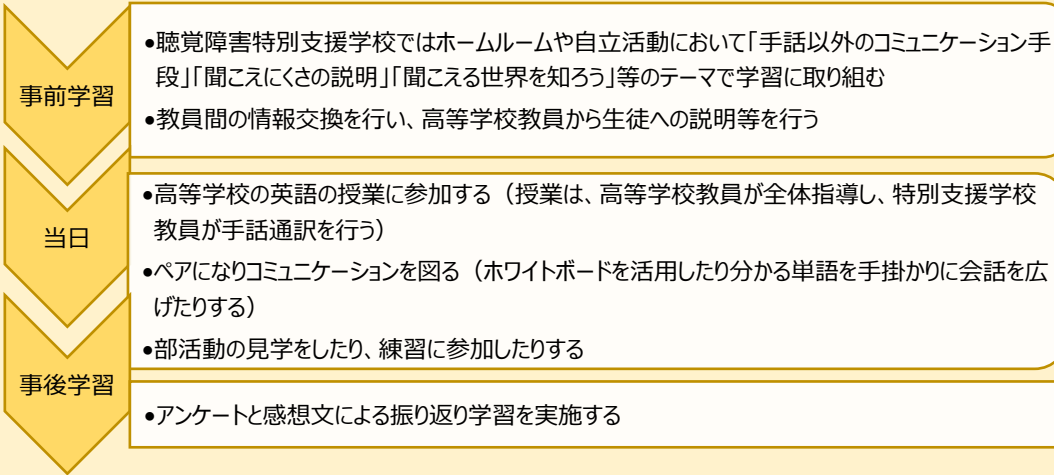 事前学習
•聴覚障害特別支援学校ではホームルームや自立活動において「手話以外のコミュニケーション手
段」「聞こえにくさの説明」「聞こえる世界を知ろう」等のテーマで学習に取り組む
•教員間の情報交換を行い、高等学校教員から生徒への説明等を行う
当日
•高等学校の英語の授業に参加する（授業は、高等学校教員が全体指導し、特別支援学校
教員が手話通訳を行う）
•ペアになりコミュニケーションを図る（ホワイトボードを活用したり分かる単語を手掛かりに会話を広
げたりする）
•部活動の見学をしたり、練習に参加したりする
事後学習
•アンケートと感想文による振り返り学習を実施する